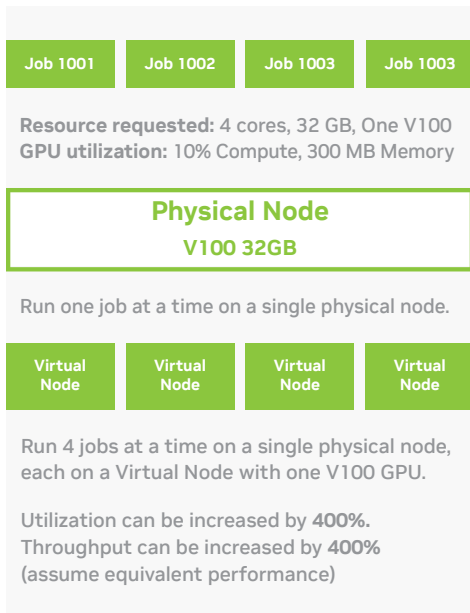 Job 1001 Job 1002 Job 1003 Job 1003
Resource requested: 4 cores, 32 GB, One V100
GPU utilization: 10% Compute, 300 MB Memory
Physical Node
V100 32GB
Run one job at a time on a single physical node.
Virtual Node Virtual Node Virtual Node Virtual Node
Run 4 jobs at a time on a single physical node,
each on a Virtual Node with one V100 GPU.
Utilization can be increased by 400%.
Throughput can be increased by 400%
(assume equivalent performance)